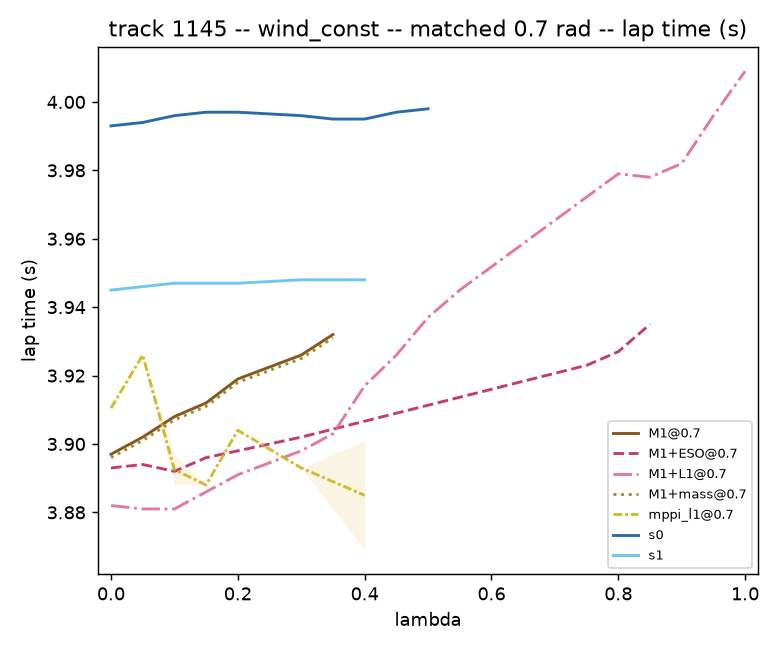 track 1145 -- wind_const -- matched 0.7 rad -- lap time (s)
lap time (s)
4.00
3.98
3.96
3.94
3.92
3.90
3.88
0.0 0.2 0.4 0.6 0.8 1.0
lambda
M1@0.7
M1+ESO@0.7
M1+L1@0.7
M1+mass@0.7
mppi_l1@0.7
s0
s1